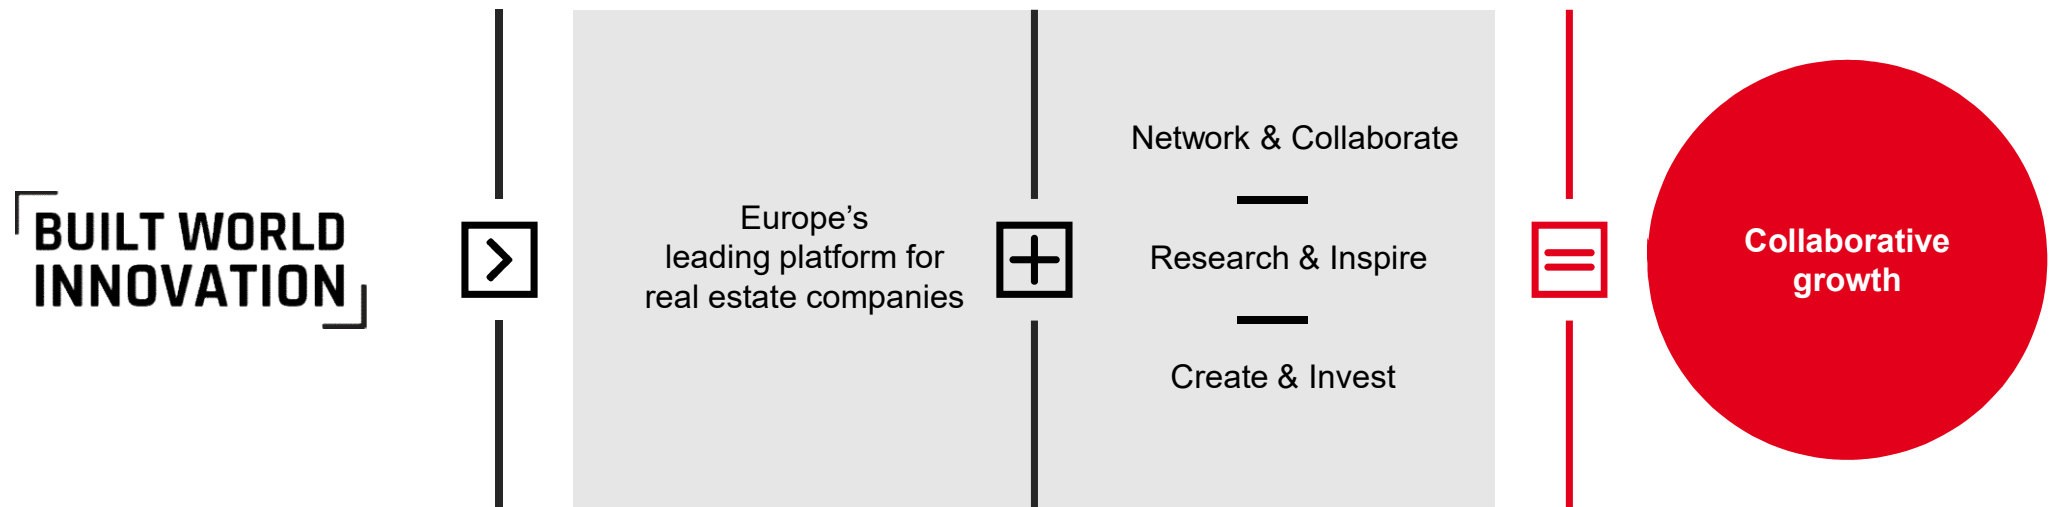 BUILT WORLD
INNOVATION
Europe’s
leading platform for
real estate companies
Network & Collaborate
Research & Inspire
Create & Invest
Collaborative
growth